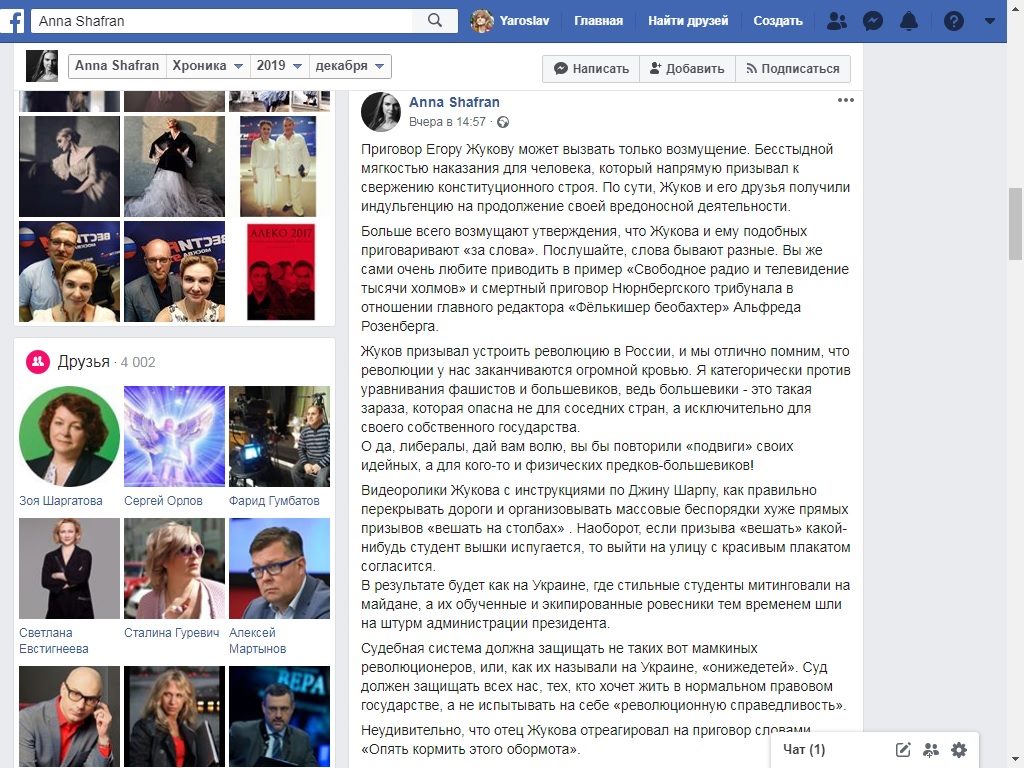 Anna Shafran
Yaroslav
Главная
Найти друзей
Создать
Anna Shafran
Хроника
2019
декабря
Написать
Добавить
Подписаться
АЛЕКО 2017
Друзья · 4 002
Зоя Шаргатова
Сергей Орлов
Фарид Гумбатов
Светлана
Евстигнеева
Сталина Гуревич
Алексей
Мартынов
ВЕРА
Anna Shafran
Вчера в 14:57 ·
Приговор Егору Жукову может вызвать только возмущение. Бесстыдной
мягкостью наказания для человека, который напрямую призывал к
свержению конституционного строя. По сути, Жуков и его друзья получили
индульгенцию на продолжение своей вредоносной деятельности.
Больше всего возмущают утверждения, что Жукова и ему подобных
приговаривают «за слова». Послушайте, слова бывают разные. Вы же
сами очень любите приводить в пример «Свободное радио и телевидение
тысячи холмов» и смертный приговор Нюрнбергского трибунала в
отношении главного редактора «Фёлькишер беобахтер» Альфреда
Розенберга.
Жуков призывал устроить революцию в России, и мы отлично помним, что
революции у нас заканчиваются огромной кровью. Я категорически против
уравнивания фашистов и большевиков, ведь большевики - это такая
зараза, которая опасна не для соседних стран, а исключительно для
своего собственного государства.
О да, либералы, дай вам волю, вы бы повторили «подвиги» своих
идейных, а для кого-то и физических предков-большевиков!
Видеоролики Жукова с инструкциями по Джину Шарпу, как правильно
перекрывать дороги и организовывать массовые беспорядки хуже прямых
призывов «вешать на столбах» . Наоборот, если призыва «вешать» какой-
нибудь студент вышки испугается, то выйти на улицу с красивым плакатом
согласится.
В результате будет как на Украине, где стильные студенты митинговали на
майдане, а их обученные и экипированные ровесники тем временем шли
на штурм администрации президента.
Судебная система должна защищать не таких вот мамкиных
революционеров, или, как их называли на Украине, «онижедетей». Суд
должен защищать всех нас, тех, кто хочет жить в нормальном правовом
государстве, а не испытывать на себе «революционную справедливость».
Неудивительно, что отец Жукова отреагировал на приговор словами
«Опять кормить этого обормота».
Чат (1)